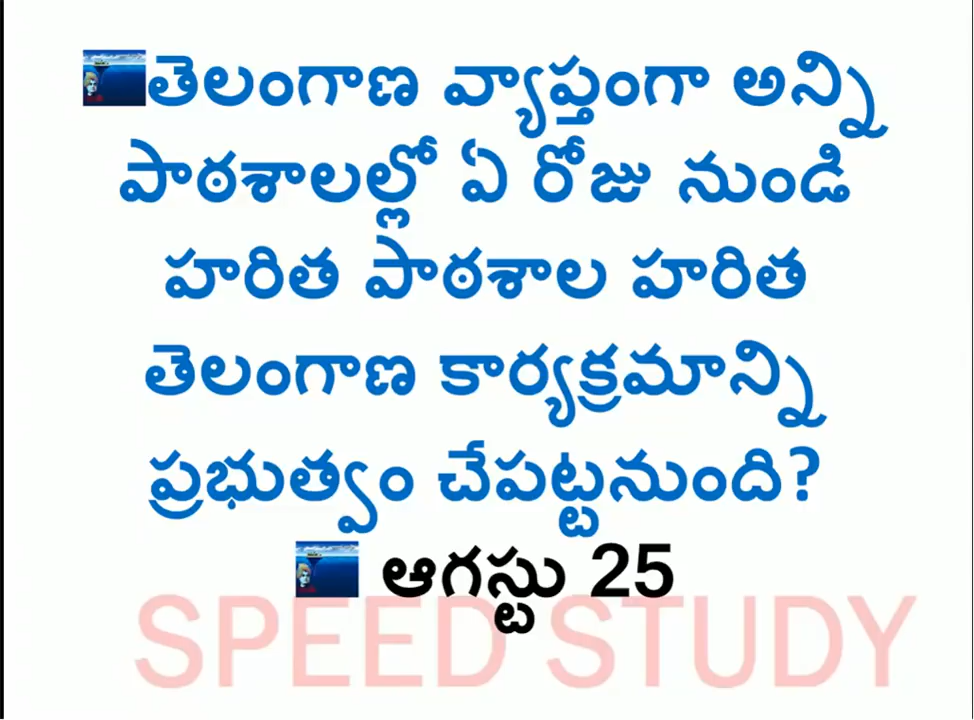 తెలంగాణ వ్యాప్తంగా అన్ని
పాఠశాలల్లో ఏ రోజు నుండి
హరిత పాఠశాల హరిత
తెలంగాణ కార్యక్రమాన్ని
ప్రభుత్వం చేపట్టనుంది?
ఆగస్టు 25
SPEED STUDY